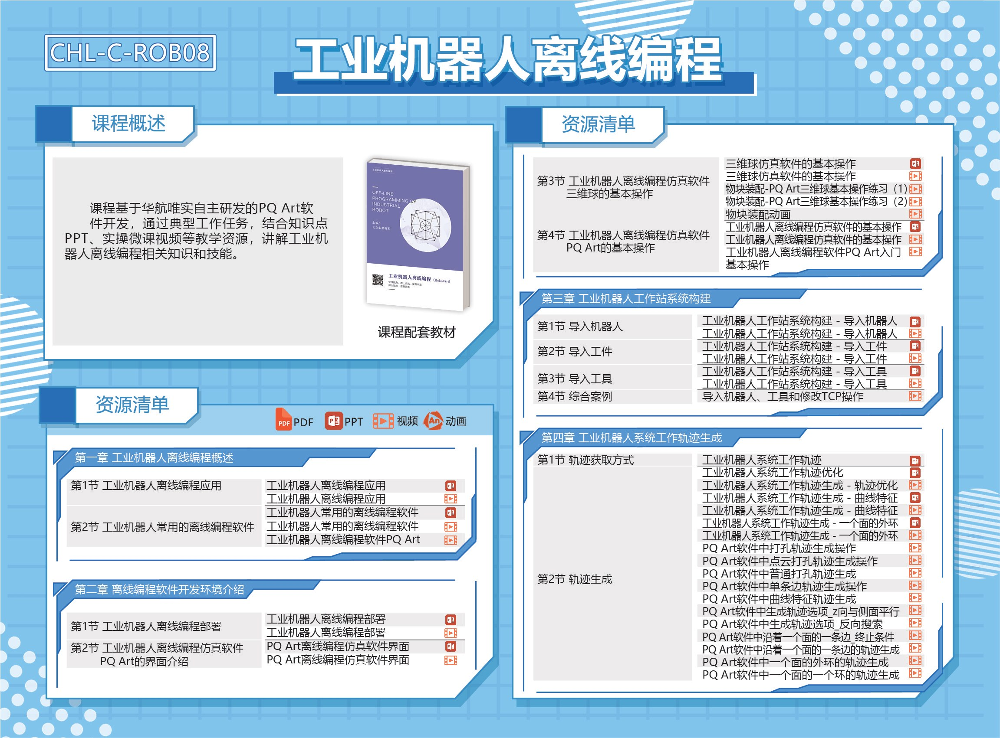 CHL-C-ROB08
工业机器人离线编程
课程概述
课程基于华航唯实自主研发的PQ Art软
件开发，通过典型工作任务，结合知识点
PPT、实操微课视频等教学资源，讲解工业机
器人离线编程相关知识和技能。
OFF-LINE
PROGRAMMING OF
INDUSTRIAL
ROBOT
主编/
北京华航唯实
工业机器人离线编程（RobotArt）
课程配套教材
资源清单
PDF PDF
PPT
视频
An 动画
第一章 工业机器人离线编程概述
第1节 工业机器人离线编程应用
工业机器人离线编程应用
工业机器人离线编程应用
第2节 工业机器人常用的离线编程软件
工业机器人常用的离线编程软件
工业机器人常用的离线编程软件
工业机器人离线编程软件PQ Art
第二章 离线编程软件开发环境介绍
第1节 工业机器人离线编程部署
工业机器人离线编程部署
工业机器人离线编程部署
第2节 工业机器人离线编程仿真软件
PQ Art的界面介绍
PQ Art离线编程仿真软件界面
PQ Art离线编程仿真软件界面
资源清单
第3节 工业机器人离线编程仿真软件
三维球的基本操作
三维球仿真软件的基本操作
三维球仿真软件的基本操作
物块装配-PQ Art三维球基本操作练习（1）
物块装配-PQ Art三维球基本操作练习（2）
物块装配动画
第4节 工业机器人离线编程仿真软件
PQ Art的基本操作
工业机器人离线编程仿真软件的基本操作
工业机器人离线编程仿真软件的基本操作
工业机器人离线编程软件PQ Art入门
基本操作
第三章 工业机器人工作站系统构建
第1节 导入机器人
工业机器人工作站系统构建 - 导入机器人
工业机器人工作站系统构建 - 导入机器人
第2节 导入工件
工业机器人工作站系统构建 - 导入工件
工业机器人工作站系统构建 - 导入工件
第3节 导入工具
工业机器人工作站系统构建 - 导入工具
工业机器人工作站系统构建 - 导入工具
第4节 综合案例
导入机器人、工具和修改TCP操作
第四章 工业机器人系统工作轨迹生成
第1节 轨迹获取方式
工业机器人系统工作轨迹
第2节 轨迹生成
工业机器人系统工作轨迹优化
工业机器人系统工作轨迹生成 - 轨迹优化
工业机器人系统工作轨迹生成 - 曲线特征
工业机器人系统工作轨迹生成 - 曲线特征
工业机器人系统工作轨迹生成 - 一个面的外环
工业机器人系统工作轨迹生成 - 一个面的外环
PQ Art软件中打孔轨迹生成操作
PQ Art软件中点云打孔轨迹生成操作
PQ Art软件中普通打孔轨迹生成
PQ Art软件中单条边轨迹生成操作
PQ Art软件中曲线特征轨迹生成
PQ Art软件中生成轨迹选项_z向与侧面平行
PQ Art软件中生成轨迹选项_反向搜索
PQ Art软件中沿着一个面的一条边_终止条件
PQ Art软件中沿着一个面的一条边的轨迹生成
PQ Art软件中一个面的外环的轨迹生成
PQ Art软件中一个面的一个环的轨迹生成